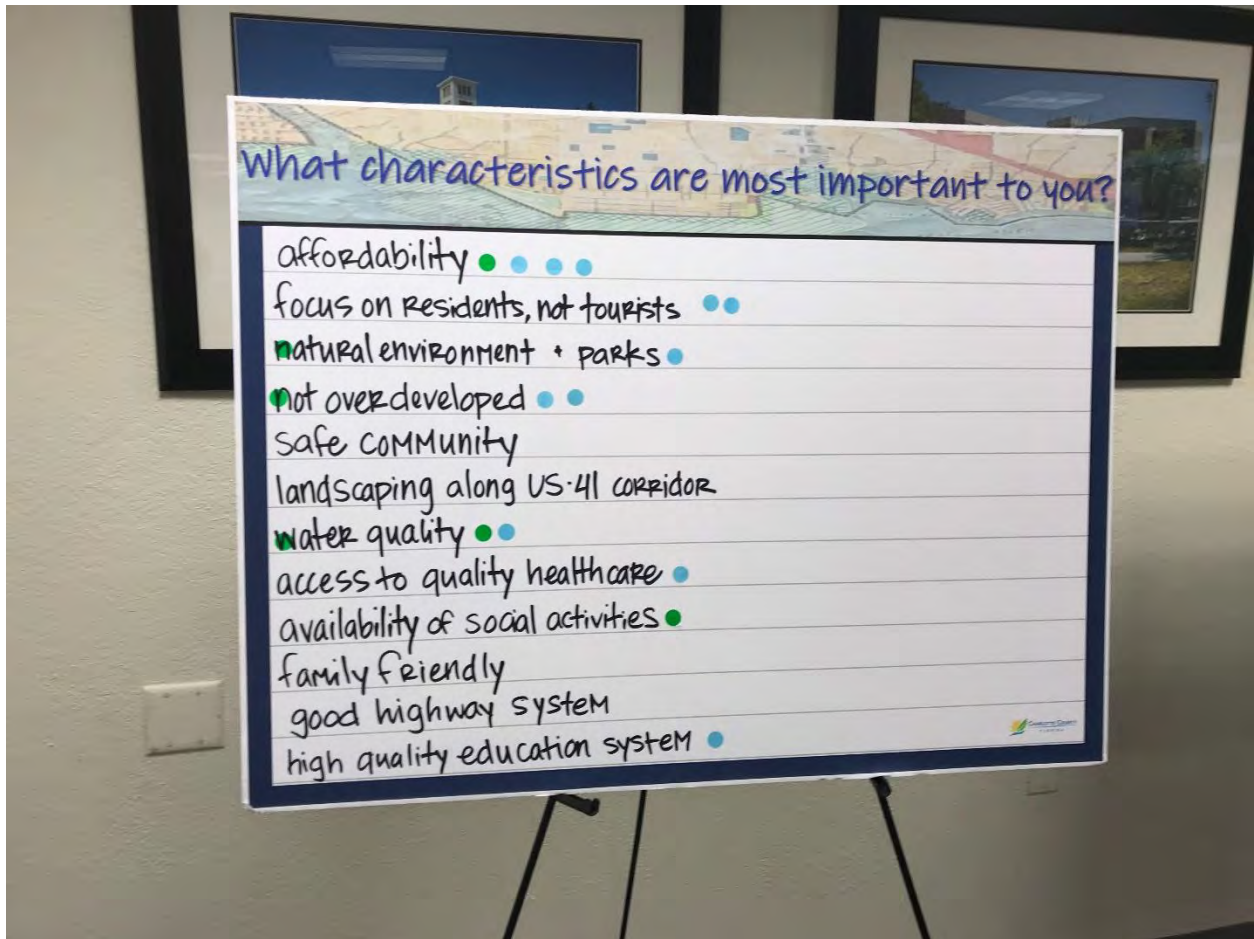 What characteristics are most important to you?
affordability
focus on Residents, not tourists
natural environment + parks
not overdeveloped
safe community
landscaping along US-41 corridor
water quality
access to quality healthcare
availability of social activities
family friendly
good highway system
high quality education system